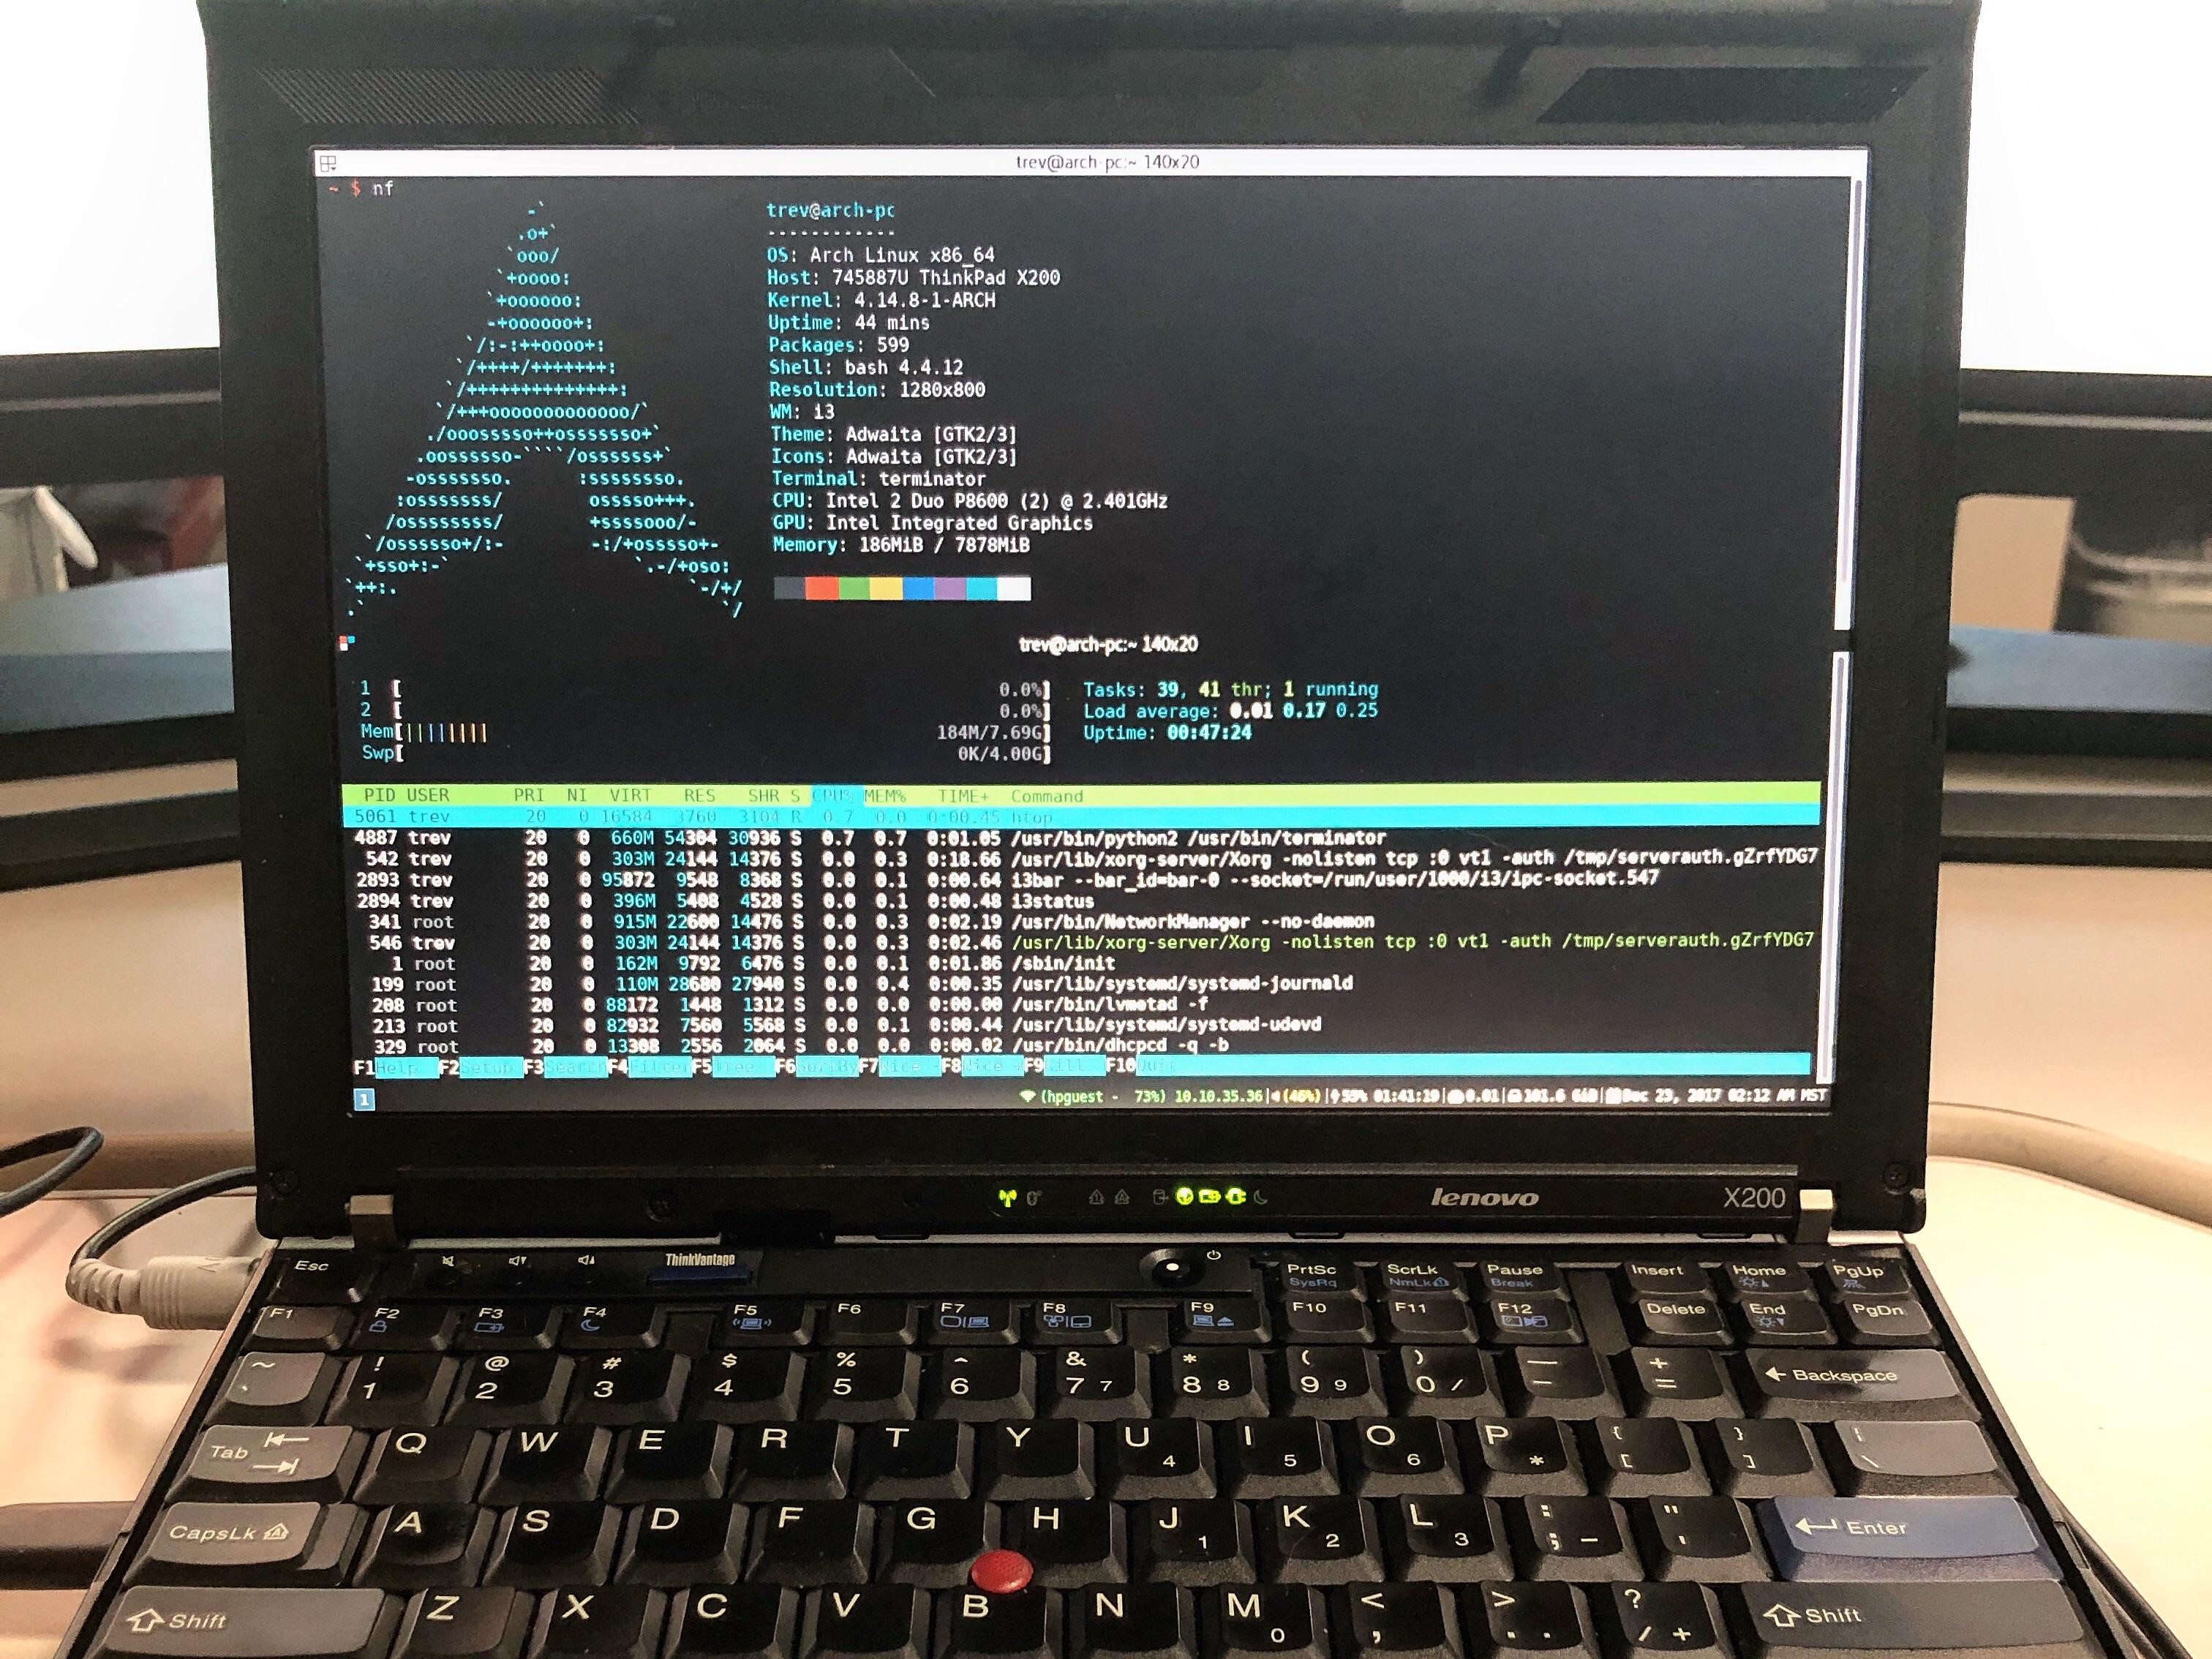 trev@arch-pc:~ 140x20
~ $ nf
-`
.o+`
`ooo/
`+oooo:
`+oooooo:
-+oooooo+:
`/:-:++oooo+:
`/++++/+++++++:
`/++++++++++++++:
`/+++ooooooooooooo/`
./ooosssso++osssssso+`
.oossssso-````/ossssss+`
-osssssso.      :ssssssso.
:osssssss/        osssso+++.
/ossssssss/        +ssssooo/-
`/ossssso+/:-        -:/+osssso+-
`+sso+:-`                 `.-/+oso:
`++:.                           `-/+/
.`                                 `/
trev@arch-pc
------------
OS: Arch Linux x86_64
Host: 745887U ThinkPad X200
Kernel: 4.14.8-1-ARCH
Uptime: 44 mins
Packages: 599
Shell: bash 4.4.12
Resolution: 1280x800
WM: i3
Theme: Adwaita [GTK2/3]
Icons: Adwaita [GTK2/3]
Terminal: terminator
CPU: Intel 2 Duo P8600 (2) @ 2.401GHz
GPU: Intel Integrated Graphics
Memory: 186MiB / 7878MiB
trev@arch-pc:~ 140x20
1 [ 0.0%] Tasks: 39, 41 thr; 1 running
2 [ 0.0%] Load average: 0.01 0.17 0.25
Mem[||||||||| 184M/7.69G] Uptime: 00:47:24
Swp[ 0K/4.00G]
PID USER PRI NI VIRT RES SHR S CPU% MEM% TIME+ Command
5061 trev 20 0 16584 3760 3104 R 0.7 0.0 0:00.45 htop
4887 trev 20 0 660M 54304 30936 S 0.7 0.7 0:01.05 /usr/bin/python2 /usr/bin/terminator
542 trev 20 0 303M 24144 14376 S 0.0 0.3 0:18.66 /usr/lib/xorg-server/Xorg -nolisten tcp :0 vt1 -auth /tmp/serverauth.gZrfYDG7
2893 trev 20 0 95872 9548 8368 S 0.0 0.1 0:00.64 i3bar --bar_id=bar-0 --socket=/run/user/1000/i3/ipc-socket.547
2894 trev 20 0 396M 5408 4528 S 0.0 0.1 0:00.48 i3status
341 root 20 0 915M 22600 14476 S 0.0 0.3 0:02.19 /usr/bin/NetworkManager --no-daemon
546 trev 20 0 303M 24144 14376 S 0.0 0.3 0:02.46 /usr/lib/xorg-server/Xorg -nolisten tcp :0 vt1 -auth /tmp/serverauth.gZrfYDG7
1 root 20 0 162M 9792 6476 S 0.0 0.1 0:01.86 /sbin/init
199 root 20 0 110M 28680 27940 S 0.0 0.4 0:00.35 /usr/lib/systemd/systemd-journald
208 root 20 0 88172 1448 1312 S 0.0 0.0 0:00.00 /usr/bin/lvmetad -f
213 root 20 0 82932 7560 5568 S 0.0 0.1 0:00.44 /usr/lib/systemd/systemd-udevd
329 root 20 0 13308 2556 2064 S 0.0 0.0 0:00.02 /usr/bin/dhcpcd -q -b
F1Help F2Setup F3Search F4Filter F5Tree F6SortBy F7Nice - F8Nice + F9Kill F10Quit
1 (hpguest - 73%) 10.10.35.36| (46%)| 55% 01:41:19| 0.01| 101.6 GiB| Dec 23, 2017 02:12 AM MST
lenovo X200
ThinkVantage
Esc PrtSc SysRq ScrLk NmLk Pause Break Insert Home PgUp
F1 F2 F3 F4 F5 F6 F7 F8 F9 F10 F11 F12 Delete End PgDn
~ ` ! 1 @ 2 # 3 $ 4 % 5 ^ 6 & 7 7 * 8 8 ( 9 9 ) 0 / — - + = Backspace
Tab Q W E R T Y U 4 I 5 O 6 P * { [ } ] | \
CapsLk A S D F G H J 1 K 2 L 3 : ; - " ' Enter
Shift Z X C V B N M 0 < , > . . ? / + Shift